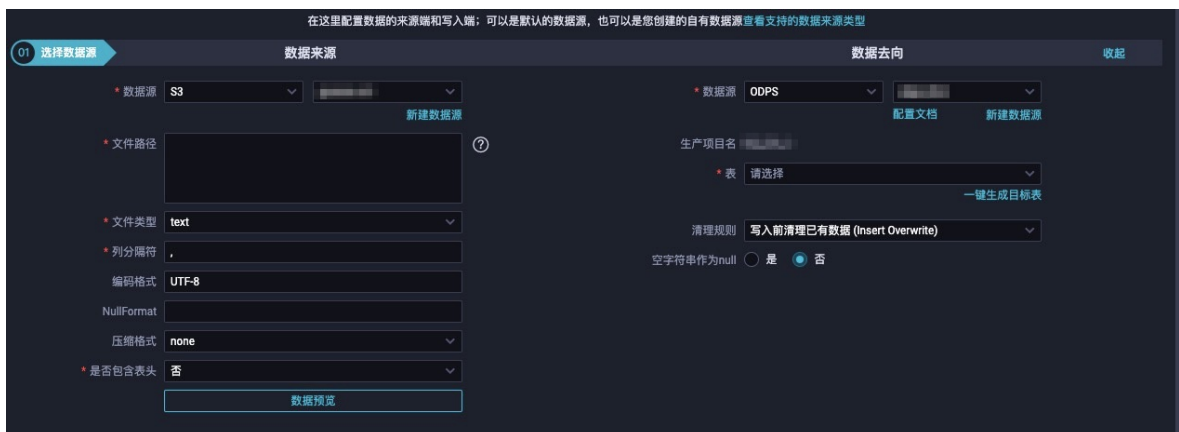 在这里配置数据的来源端和写入端；可以是默认的数据源，也可以是您创建的自有数据源查看支持的数据来源类型
01 选择数据源 数据来源 数据去向 收起
* 数据源 S3 * 数据源 ODPS
新建数据源 配置文档 新建数据源
* 文件路径 ? 生产项目名
* 表 请选择
一键生成目标表
* 文件类型 text
清理规则 写入前清理已有数据 (Insert Overwrite)
* 列分隔符 ,
空字符串作为null 是 否
编码格式 UTF-8
NullFormat
压缩格式 none
* 是否包含表头 否
数据预览